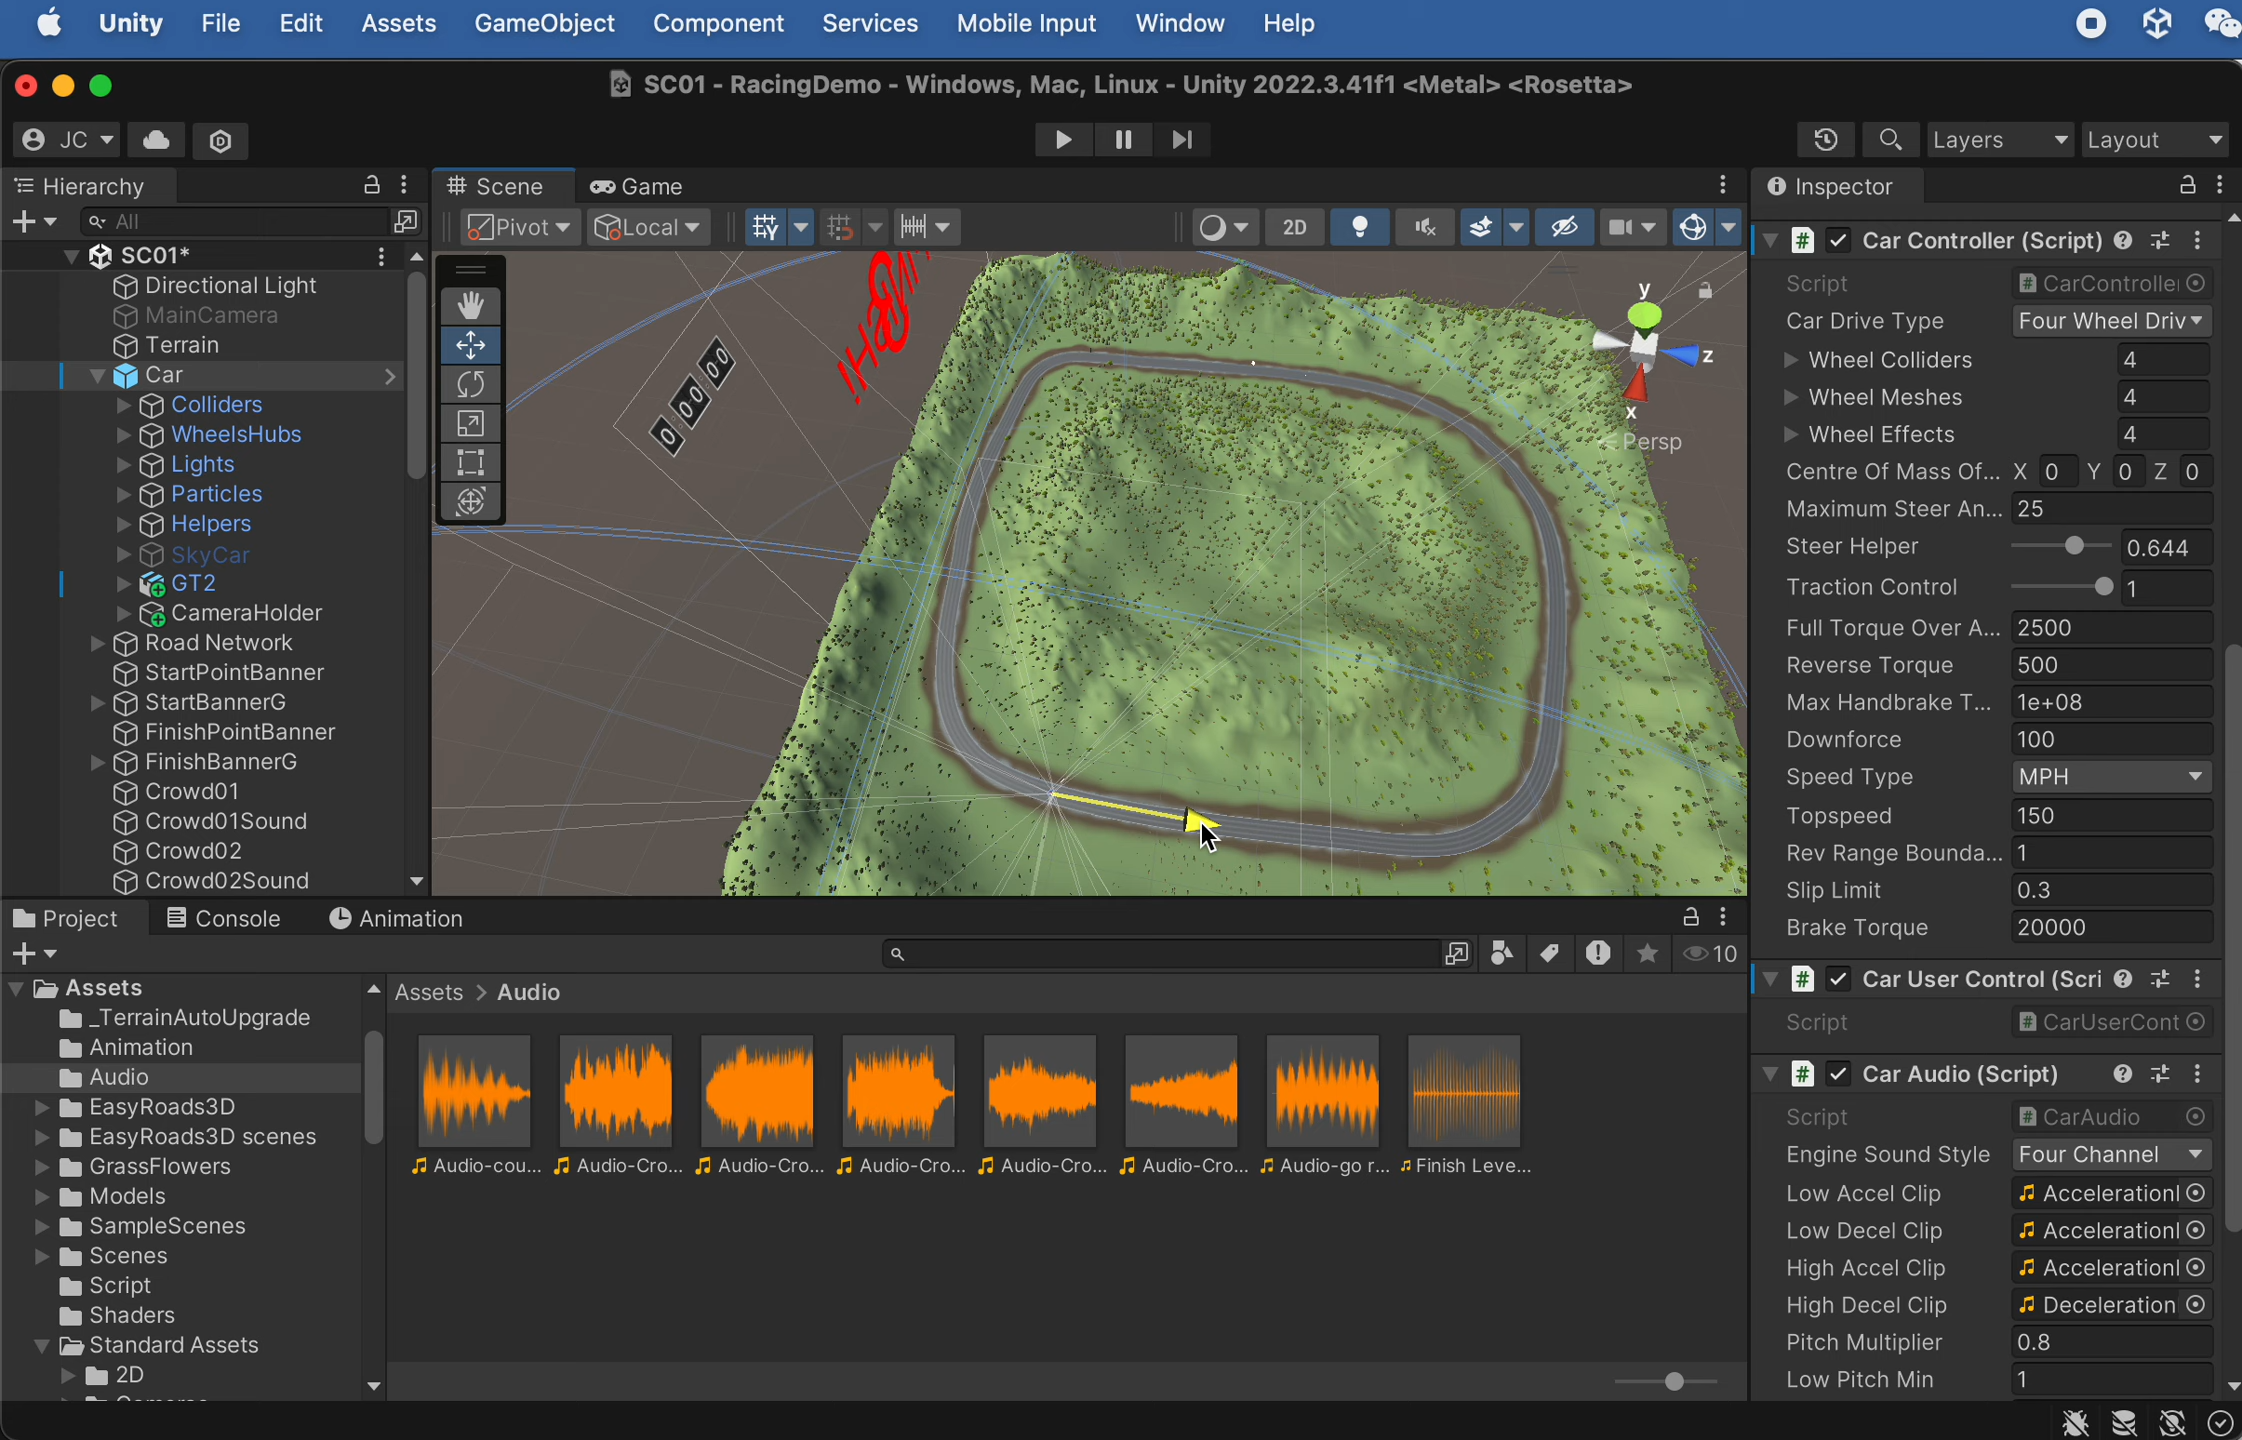 Unity File Edit Assets GameObject Component Services Mobile Input Window Help
SC01 - RacingDemo - Windows, Mac, Linux - Unity 2022.3.41f1 <Metal> <Rosetta>
JC
Layers Layout
Hierarchy
All
SC01*
Directional Light
MainCamera
Terrain
Car
Colliders
WheelsHubs
Lights
Particles
Helpers
SkyCar
GT2
CameraHolder
Road Network
StartPointBanner
StartBannerG
FinishPointBanner
FinishBannerG
Crowd01
Crowd01Sound
Crowd02
Crowd02Sound
Scene Game
Pivot Local 2D
0:00:00
y
z
x
Persp
Inspector
Car Controller (Script)
Script CarController
Car Drive Type Four Wheel Driv
Wheel Colliders 4
Wheel Meshes 4
Wheel Effects 4
Centre Of Mass Of... X 0 Y 0 Z 0
Maximum Steer An... 25
Steer Helper 0.644
Traction Control 1
Full Torque Over A... 2500
Reverse Torque 500
Max Handbrake T... 1e+08
Downforce 100
Speed Type MPH
Topspeed 150
Rev Range Bounda... 1
Slip Limit 0.3
Brake Torque 20000
Car User Control (Scri
Script CarUserCont
Car Audio (Script)
Script CarAudio
Engine Sound Style Four Channel
Low Accel Clip Acceleration
Low Decel Clip Acceleration
High Accel Clip Acceleration
High Decel Clip Deceleration
Pitch Multiplier 0.8
Low Pitch Min 1
Project Console Animation
10
Assets
_TerrainAutoUpgrade
Animation
Audio
EasyRoads3D
EasyRoads3D scenes
GrassFlowers
Models
SampleScenes
Scenes
Script
Shaders
Standard Assets
2D
Assets > Audio
Audio-cou... Audio-Cro... Audio-Cro... Audio-Cro... Audio-Cro... Audio-Cro... Audio-go r... Finish Leve...